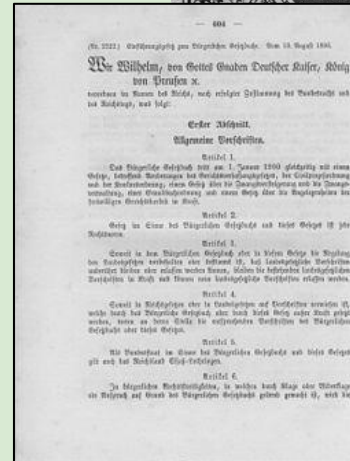 — 604 —
(Nr. 2322.) Einführungsgesetz zum Bürgerlichen Gesetzbuche. Vom 18. August 1896.
Wir Wilhelm, von Gottes Gnaden Deutscher Kaiser, König
von Preußen ꝛc.
verordnen im Namen des Reichs, nach erfolgter Zustimmung des Bundesraths und
des Reichstags, was folgt:
Erster Abschnitt.
Allgemeine Vorschriften.
Artikel 1.
Das Bürgerliche Gesetzbuch tritt am 1. Januar 1900 gleichzeitig mit einem
Gesetze, betreffend Aenderungen des Gerichtsverfassungsgesetzes, der Civilprozeßordnung
und der Konkursordnung, einem Gesetz über die Zwangsversteigerung und die Zwangs-
verwaltung, einer Grundbuchordnung und einem Gesetz über die Angelegenheiten der
freiwilligen Gerichtsbarkeit in Kraft.
Artikel 2.
Gesetz im Sinne des Bürgerlichen Gesetzbuchs und dieses Gesetzes ist jede
Rechtsnorm.
Artikel 3.
Soweit in dem Bürgerlichen Gesetzbuch oder in diesem Gesetze die Regelung
den Landesgesetzen vorbehalten oder bestimmt ist, daß landesgesetzliche Vorschriften
unberührt bleiben oder erlassen werden können, bleiben die bestehenden landesgesetzlichen
Vorschriften in Kraft und können neue landesgesetzliche Vorschriften erlassen werden.
Artikel 4.
Soweit in Reichsgesetzen oder in Landesgesetzen auf Vorschriften verwiesen ist,
welche durch das Bürgerliche Gesetzbuch oder durch dieses Gesetz außer Kraft gesetzt
werden, treten an deren Stelle die entsprechenden Vorschriften des Bürgerlichen
Gesetzbuchs oder dieses Gesetzes.
Artikel 5.
Als Bundesstaat im Sinne des Bürgerlichen Gesetzbuchs und dieses Gesetzes
gilt auch das Reichsland Elsaß-Lothringen.
Artikel 6.
In bürgerlichen Rechtsstreitigkeiten, in welchen durch Klage oder Widerklage
ein Anspruch auf Grund des Bürgerlichen Gesetzbuchs geltend gemacht ist, wird die